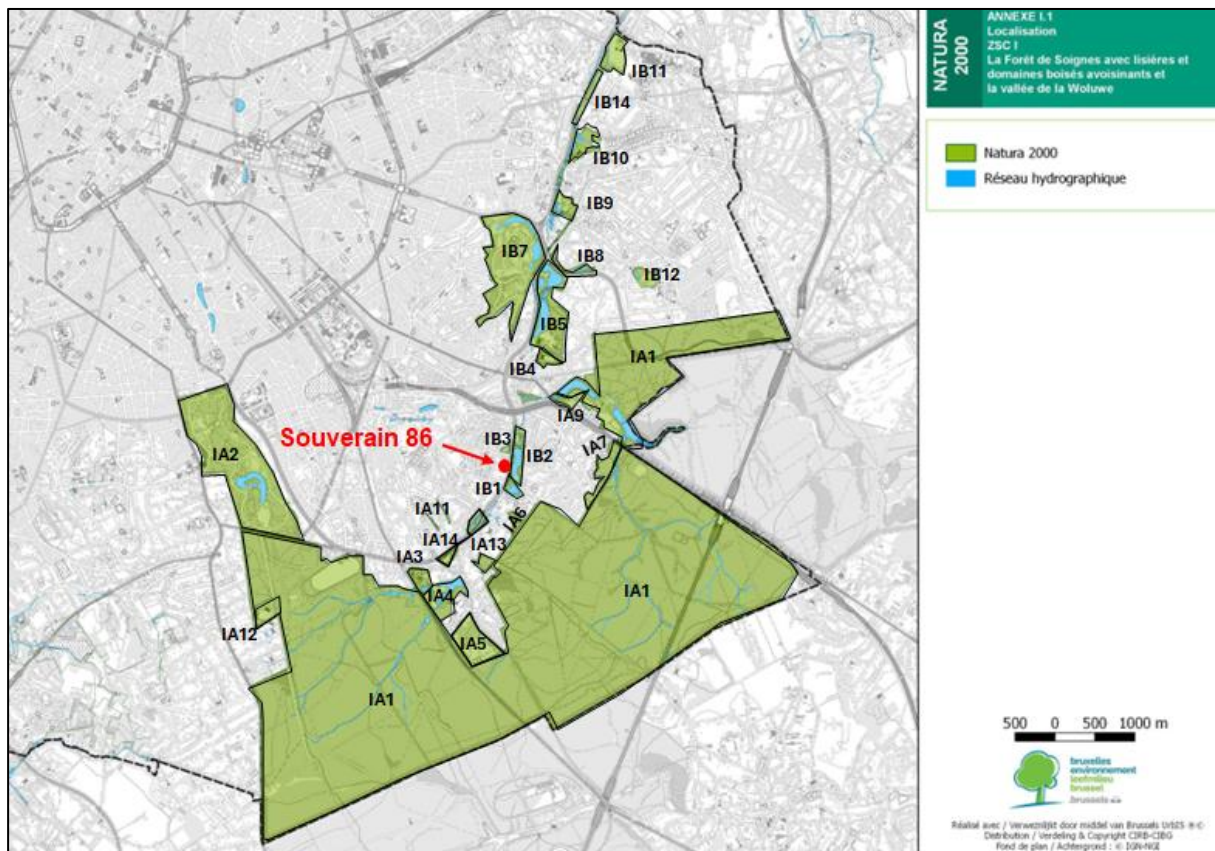 NATURA
2000
ANNEXE I.1
Localisation
ZSC I
La Forêt de Soignes avec lisières et
domaines boisés avoisinants et
la vallée de la Woluwe
Natura 2000
Réseau hydrographique
IB11
IB14
IB10
IB9
IB7
IB8
IB12
IB5
IA1
IB4
IA9
Souverain 86
IB3
IA2
IB2
IA7
IB1
IA11
IA6
IA14
IA13
IA3
IA4
IA1
IA12
IA5
IA1
500 0 500 1000 m
bruxelles
environnement
leefmilieu
brussel
brussels
Réalisé avec / Verwezenlijkt door middel van Brussels UrbIS ®©
Distribution / Verdeling & Copyright CIRB-CIBG
Fond de plan / Achtergrond : © IGN-NGI